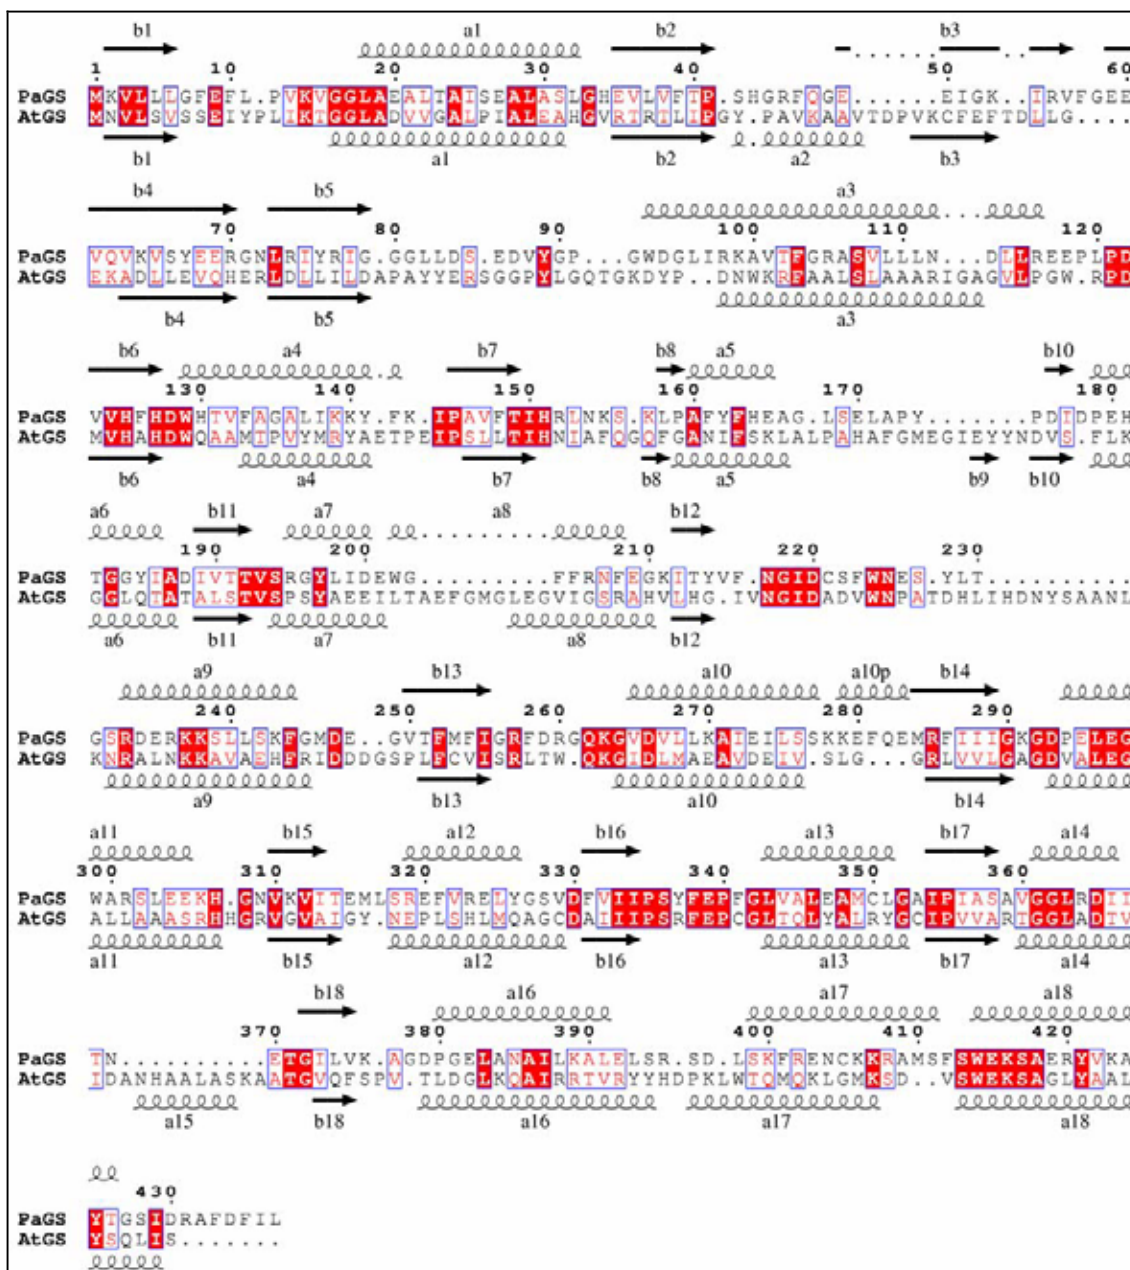 b1 a1 b2 b3
1 10 20 30 40 50 60
PaGS MKVLLLGFEFL.PVKVGGLAEALTAISEALASLGHEVLVFTP.SHGRFQGE......EIGK..IRVFGEE
AtGS MNVLSVSSEIYPLIKTGGLADVVGALPIALEAHGVRTRTLIPGY.PAVKAAVTDPVKCFEFTDLLG....
b1 a1 b2 a2 b3
b4 b5 a3
70 80 90 100 110 120
PaGS VQVKVSYEERGNLRIYRIG.GGLLDS.EDVYGP...GWDGLIRKAVTFGRASVLLLN...DLLREEPLPD
AtGS EKADLLEVQHERLDLLILDAPAYYERSGGPYLGQTGKDYP.DNWKRFAALSLAAARIGAGVLPGW.RPD
b4 b5 a3
b6 a4 b7 b8 a5 b10
130 140 150 160 170 180
PaGS VVHFHDWHTVFAGALIKKY.FK.IPAVFTIHRLNKS.KLPAFYFHEAG.LSELAPY.......PDIDPEH
AtGS MVHAHDWQAAMTPVYMRYAETPEIPSLLTIHNIAFQGQFGANIFSKLALPAHAFGMEGIEYYNDVS.FLK
b6 a4 b7 b8 a5 b9 b10
a6 b11 a7 a8 b12
190 200 210 220 230
PaGS TGGYIADIVTTVSRGYLIDEWG.........FFRNFEGKITYVF.NGIDCSFWNES.YLT..........
AtGS GGLQTATALSTVSPSYAEEILTAEFGMGLEGVIGSRAHVLHG.IVNGIDADVWNPATDHLIHDNYSAANL
a6 b11 a7 a8 b12
a9 b13 a10 a10p b14
240 250 260 270 280 290
PaGS GSRDERKKSLLSKFGMDE..GVTFMFIGRFDRGQKGVDVLLKAIEILSSKKEFQEMRFIIIGKGDPELEG
AtGS KNRALNKKAVAEHFRIDDDGSPLFCVISRLTW.QKGIDLMAEAVDEIV.SLG...GRLVVLGAGDVALEG
a9 b13 a10 b14
a11 b15 a12 b16 a13 b17 a14
300 310 320 330 340 350 360
PaGS WARSLEEKH.GNVKVITEMLSREFVRELYGSVDFVIIPSYFEPFGLVALEAMCLGAIPIASAVGGLRDII
AtGS ALLAAASRHHGRVGVAIGY.NEPLSHLMQAGCDAIIIPSRFEPCGLTQLYALRYGCIPVVARTGGLADTV
a11 b15 a12 b16 a13 b17 a14
b18 a16 a17 a18
370 380 390 400 410 420
PaGS TN..........ETGILVK.AGDPGELANAILKALELSR.SD.LSKFRENCKKRAMSFSWEKSAERYVKA
AtGS IDANHAALASKAATGVQFSPV.TLDGLKQAIRRTVRYYHDPKLWTQMQKLGMKSD..VSWEKSAGLYAAL
a15 b18 a16 a17 a18
430
PaGS YTGSIDRAFDFIL
AtGS YSQLIS.......